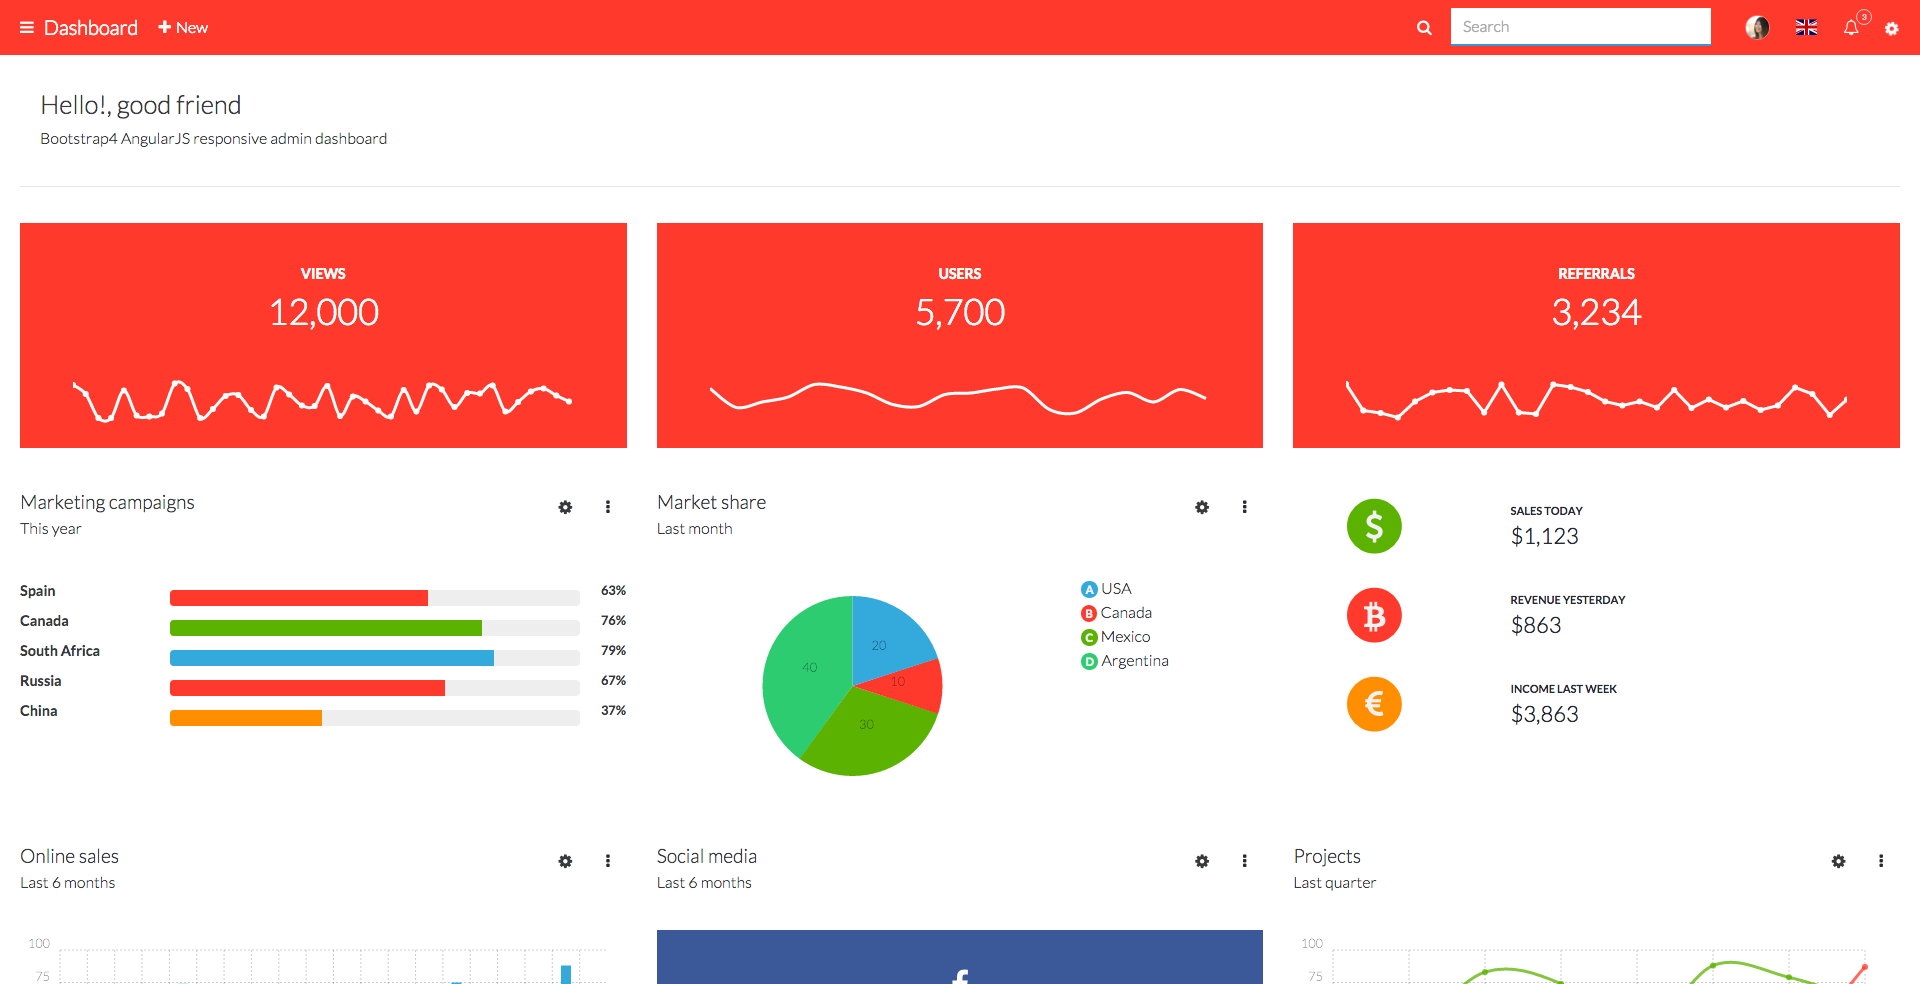 Dashboard
New
Search
3
Hello!, good friend
Bootstrap4 AngularJS responsive admin dashboard
VIEWS
12,000
USERS
5,700
REFERRALS
3,234
Marketing campaigns
This year
Spain 63%
Canada 76%
South Africa 79%
Russia 67%
China 37%
Market share
Last month
20
10
30
40
A USA
B Canada
C Mexico
D Argentina
SALES TODAY
$1,123
REVENUE YESTERDAY
$863
INCOME LAST WEEK
$3,863
Online sales
Last 6 months
100
75
Social media
Last 6 months
Projects
Last quarter
100
75